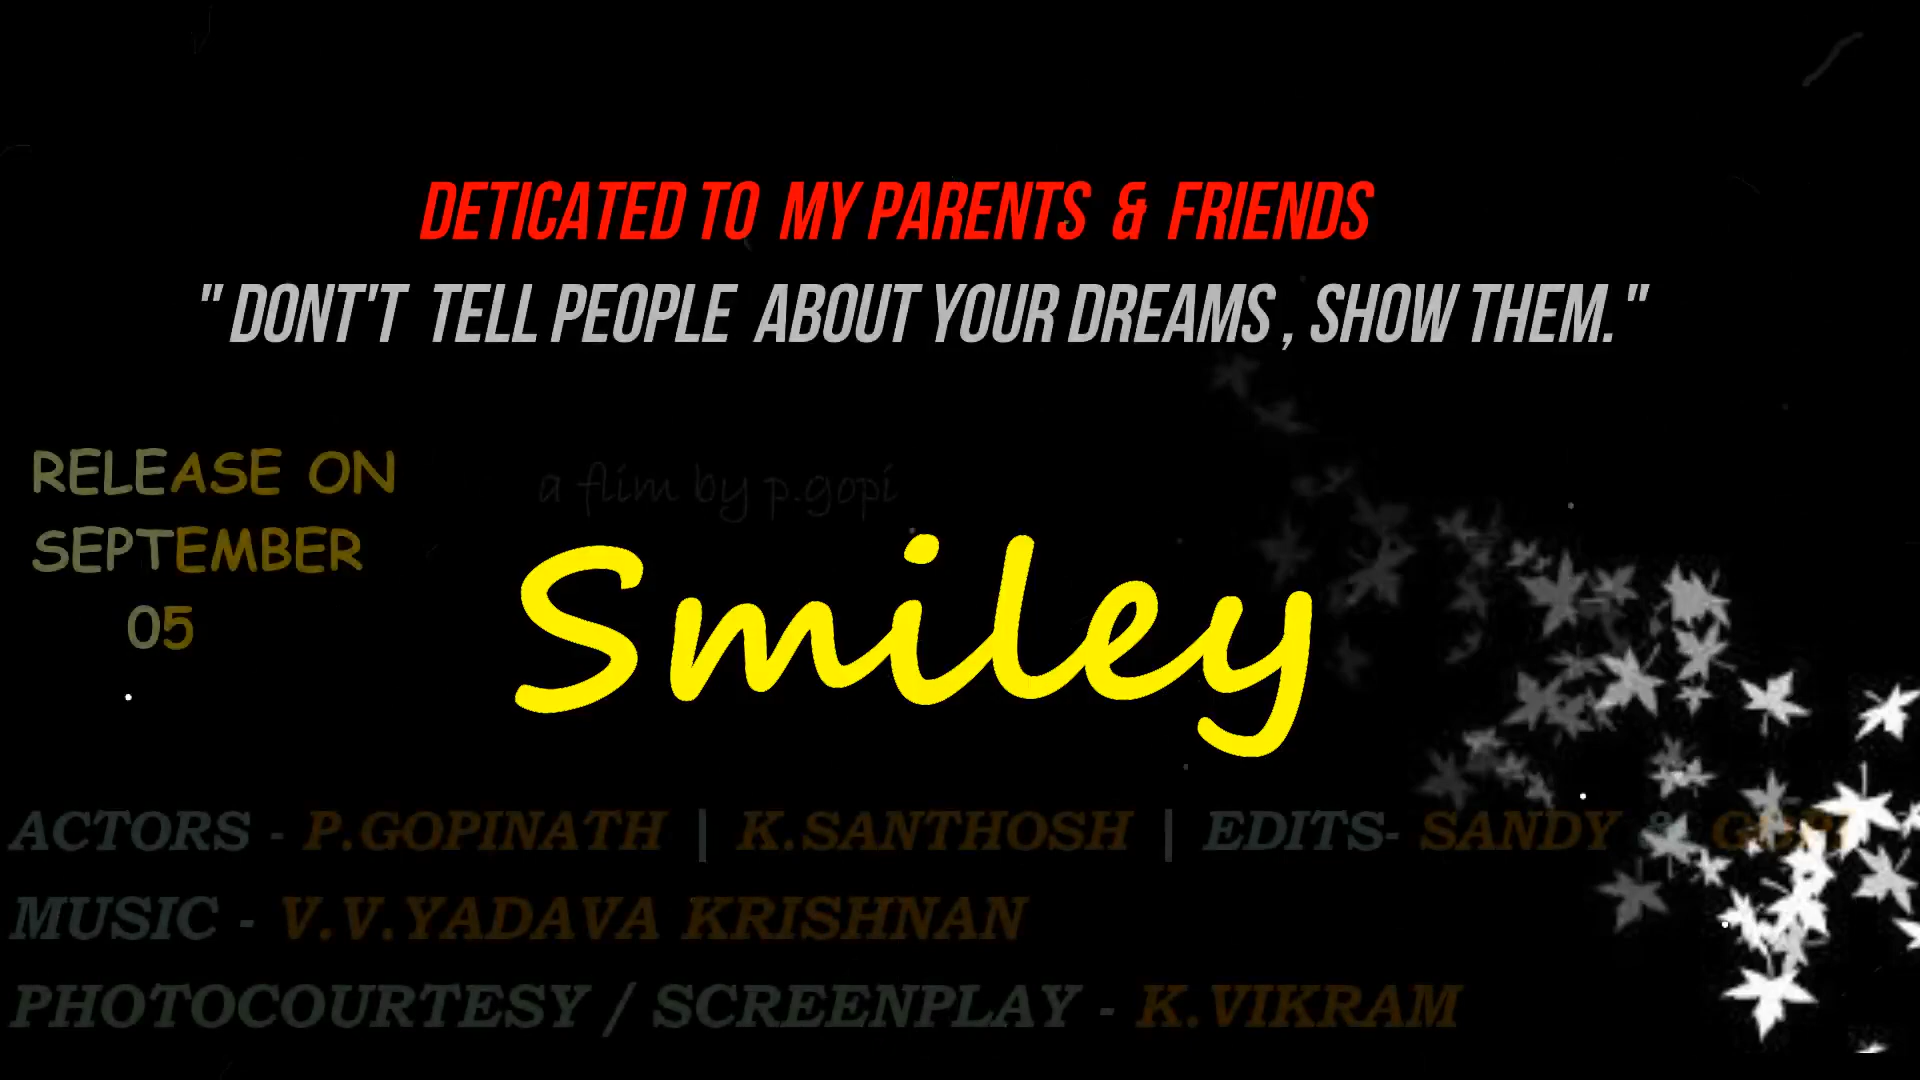 DETICATED TO MY PARENTS & FRIENDS
" DONT'T TELL PEOPLE ABOUT YOUR DREAMS , SHOW THEM."
RELEASE ON
SEPTEMBER
05
a flim by p.gopi
Smiley
ACTORS - P.GOPINATH | K.SANTHOSH | EDITS- SANDY & GOPI
MUSIC - V.V.YADAVA KRISHNAN
PHOTOCOURTESY / SCREENPLAY - K.VIKRAM